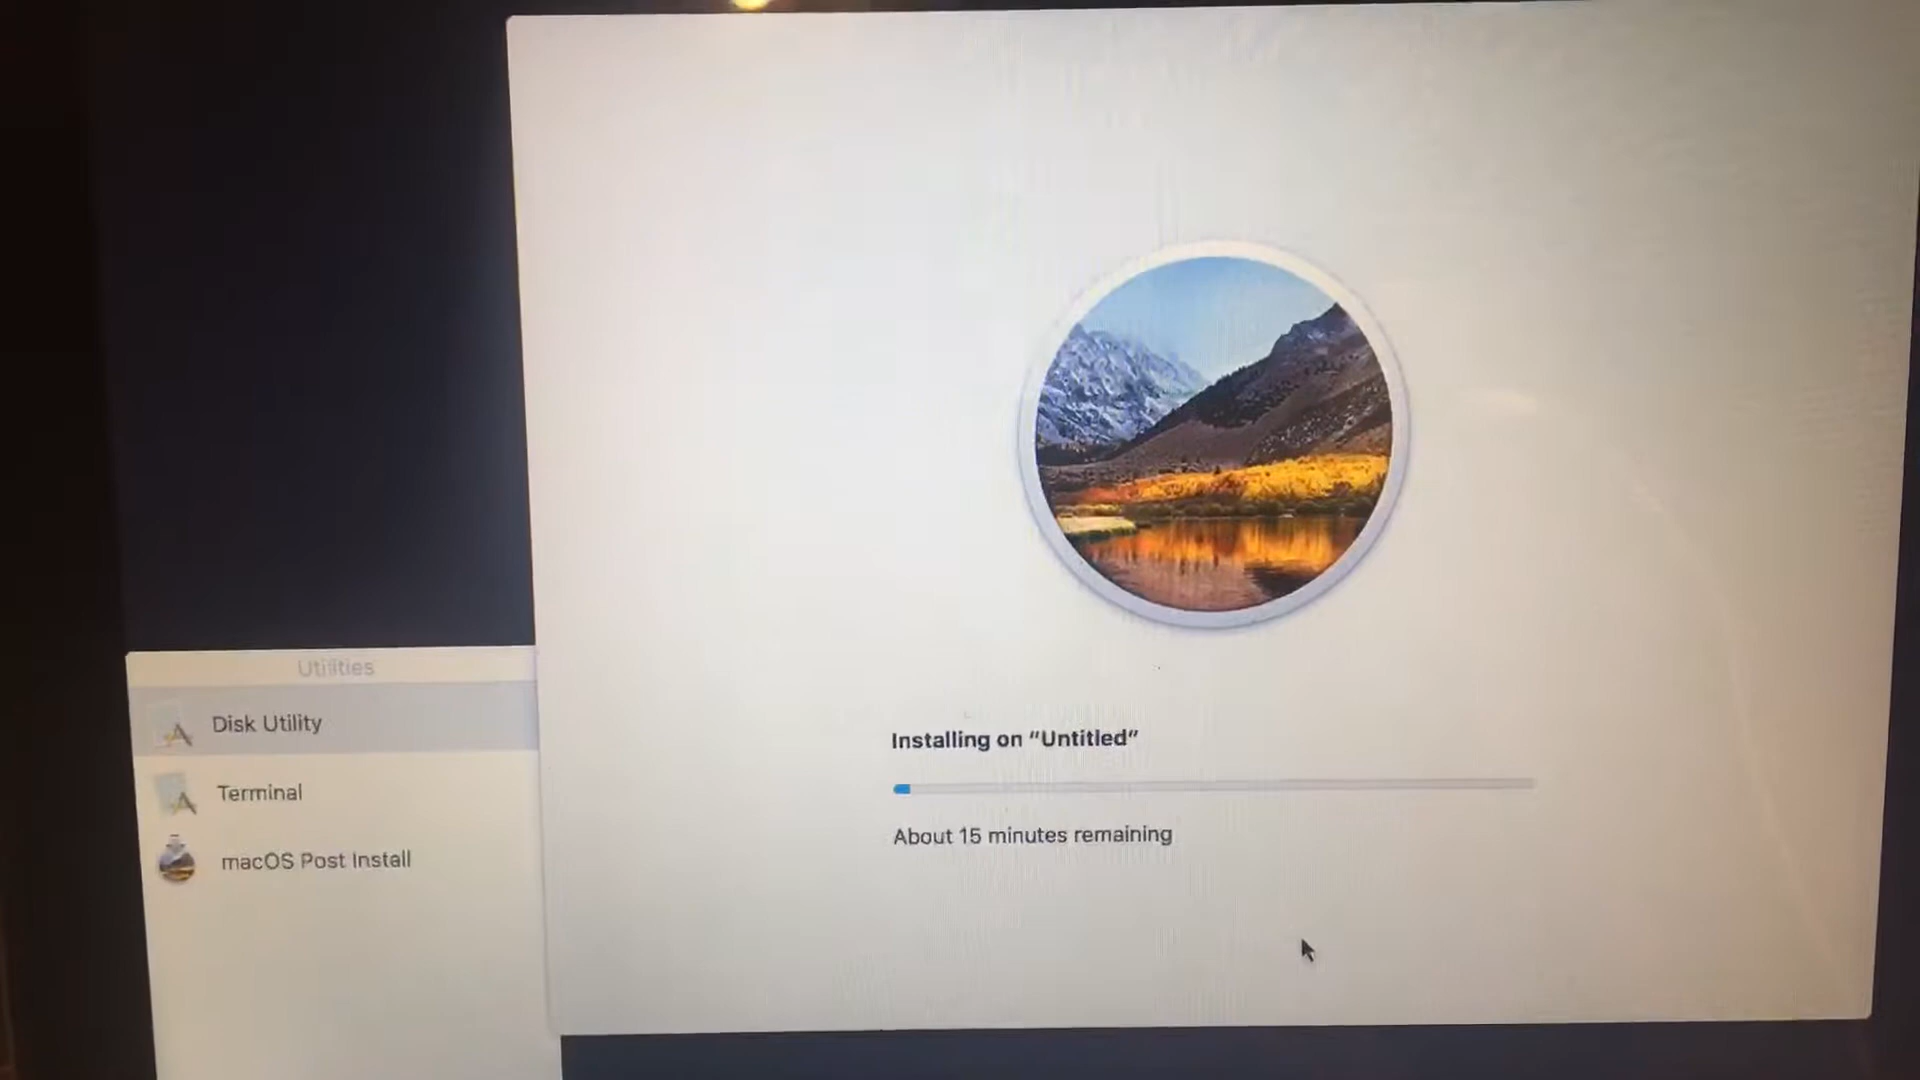 Utilities
Disk Utility
Terminal
macOS Post Install
Installing on “Untitled”
About 15 minutes remaining